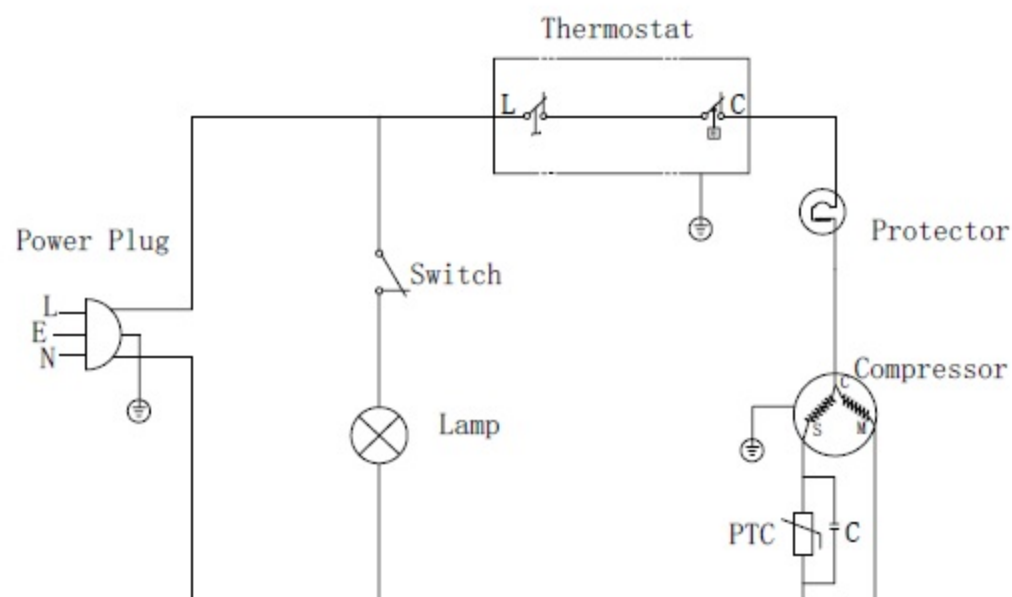 Thermostat
L
C
Power Plug
Protector
Switch
L
E
N
Compressor
C
S
M
Lamp
PTC
C